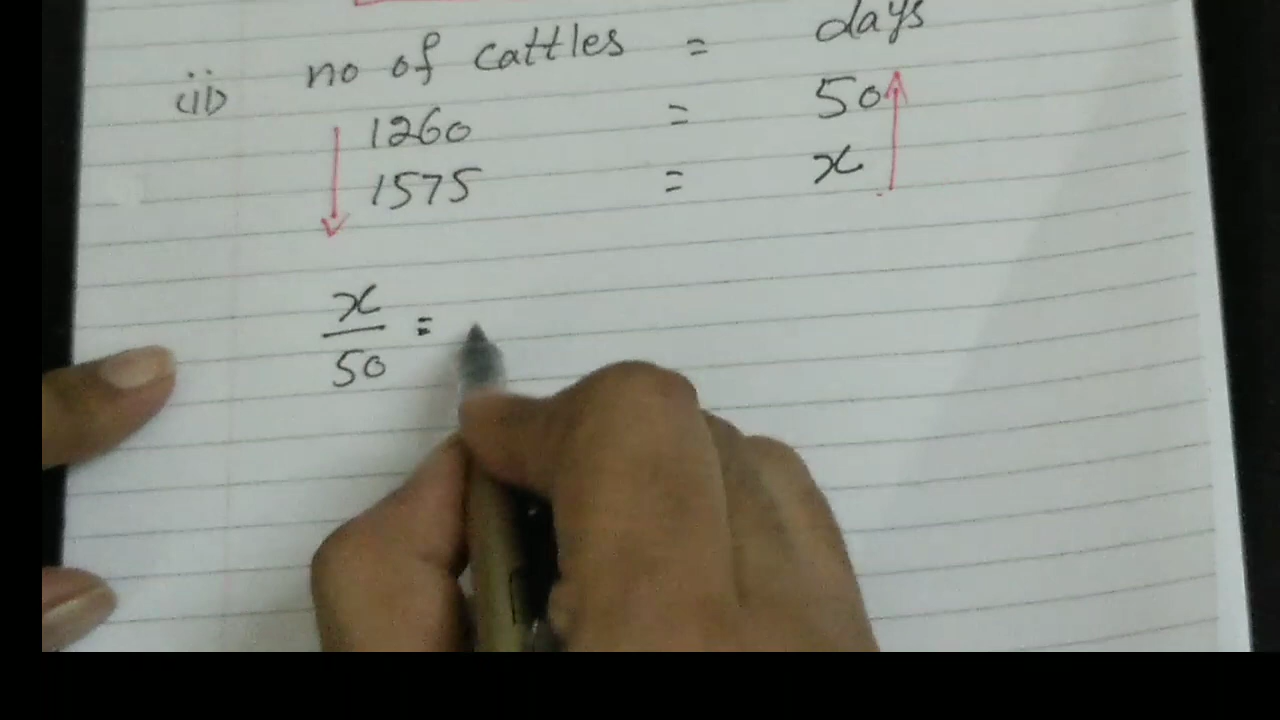 (ii) no of cattles = days
1260 = 50
1575 = x
x/50 =